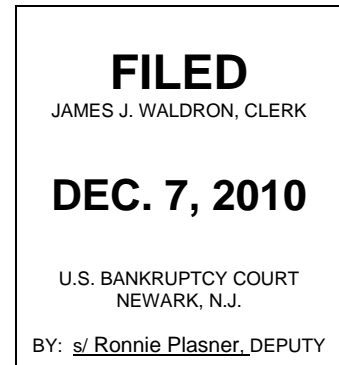 FILED
JAMES J. WALDRON, CLERK
DEC. 7, 2010
U.S. BANKRUPTCY COURT
NEWARK, N.J.
BY: s/ Ronnie Plasner, DEPUTY